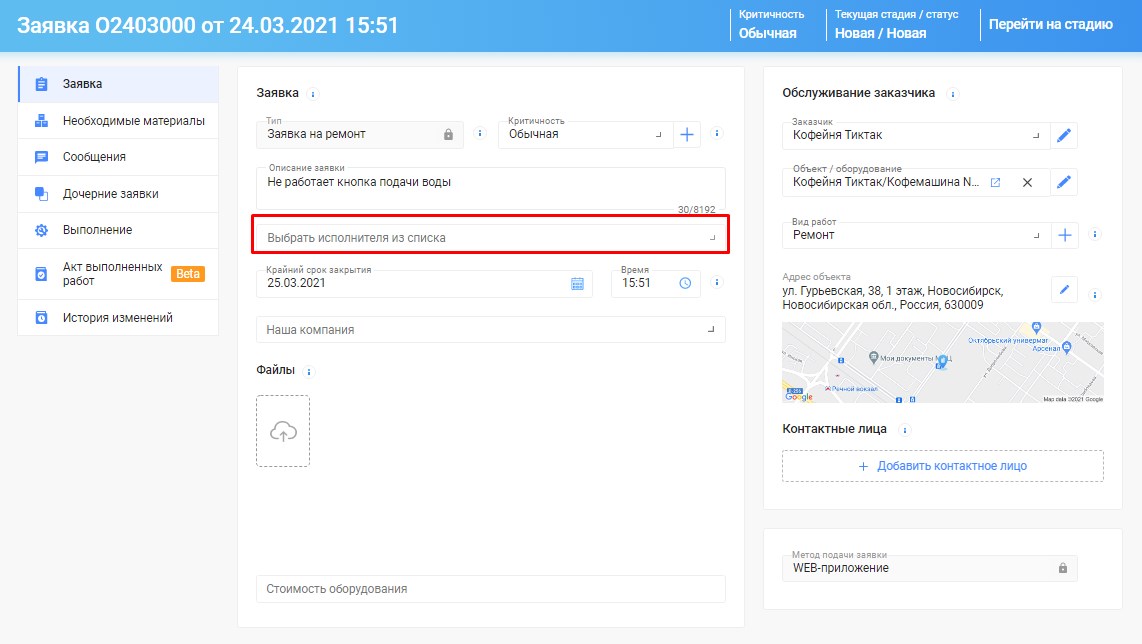 Заявка О2403000 от 24.03.2021 15:51
Критичность
Обычная
Текущая стадия / статус
Новая / Новая
Перейти на стадию
Заявка
Необходимые материалы
Сообщения
Дочерние заявки
Выполнение
Акт выполненных
работ
Beta
История изменений
Заявка
Тип
Заявка на ремонт
Критичность
Обычная
Описание заявки
Не работает кнопка подачи воды
30/8192
Выбрать исполнителя из списка
Крайний срок закрытия
25.03.2021
Время
15:51
Наша компания
Файлы
Стоимость оборудования
Обслуживание заказчика
Заказчик
Кофейня Тиктак
Объект / оборудование
Кофейня Тиктак/Кофемашина N...
Вид работ
Ремонт
Адрес объекта
ул. Гурьевская, 38, 1 этаж, Новосибирск,
Новосибирская обл., Россия, 630009
Октябрьский универмаг
Арсенал
Мои документы
Речной вокзал
Google
Map data ©2021 Google
Контактные лица
+ Добавить контактное лицо
Метод подачи заявки
WEB-приложение